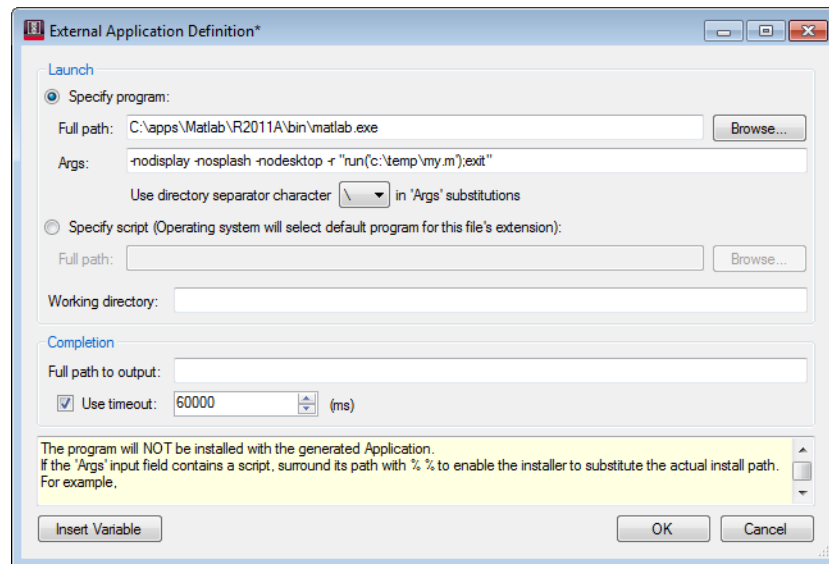 External Application Definition*
Launch
Specify program:
Full path: C:\apps\Matlab\R2011A\bin\matlab.exe Browse...
Args: -nodisplay -nosplash -nodesktop -r "run('c:\temp\my.m');exit"
Use directory separator character \ in 'Args' substitutions
Specify script (Operating system will select default program for this file's extension):
Full path: Browse...
Working directory:
Completion
Full path to output:
Use timeout: 60000 (ms)
The program will NOT be installed with the generated Application.
If the 'Args' input field contains a script, surround its path with % % to enable the installer to substitute the actual install path.
For example,
Insert Variable OK Cancel